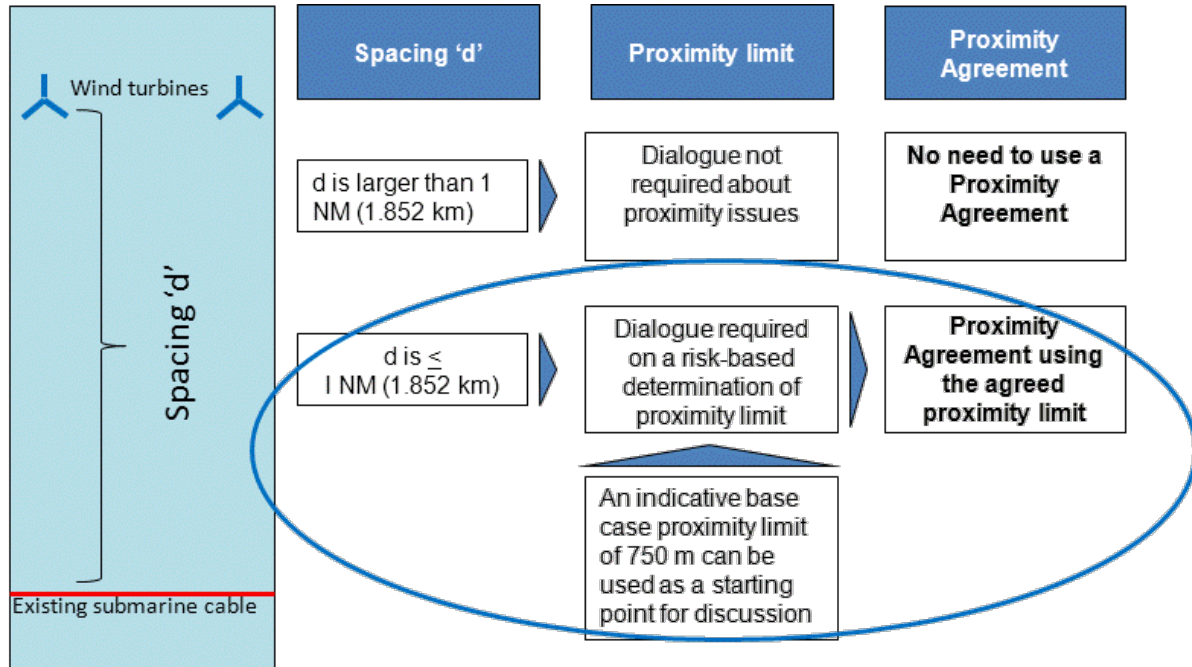 Wind turbines
Spacing ‘d’
Existing submarine cable
Spacing ‘d’
Proximity limit
Proximity
Agreement
d is larger than 1
NM (1.852 km)
Dialogue not
required about
proximity issues
No need to use a
Proximity
Agreement
d is ≤
I NM (1.852 km)
Dialogue required
on a risk-based
determination of
proximity limit
Proximity
Agreement using
the agreed
proximity limit
An indicative base
case proximity limit
of 750 m can be
used as a starting
point for discussion